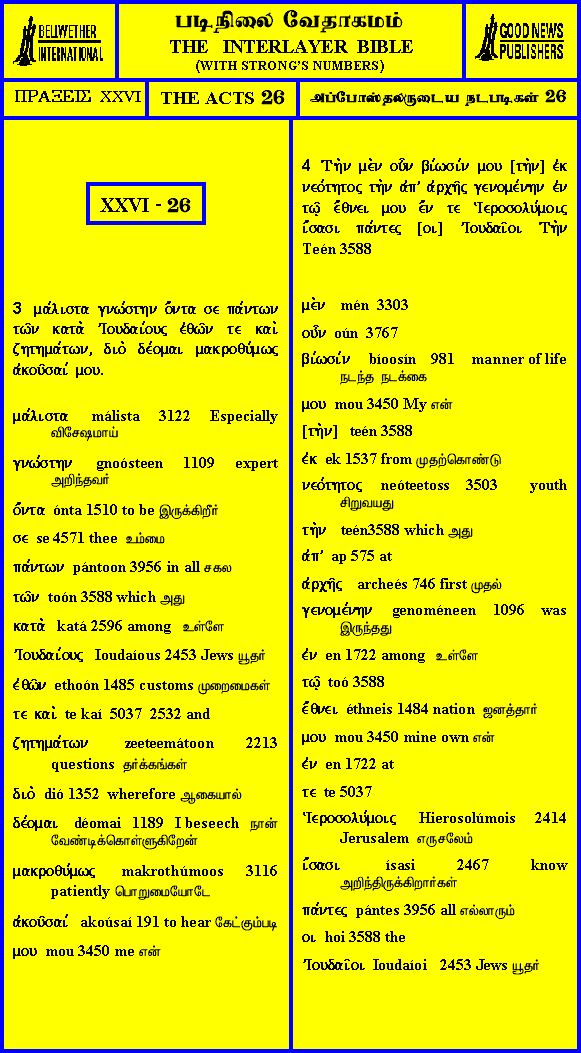 BELLWETHER
INTERNATIONAL
படிநிலை வேதாகமம்
THE INTERLAYER BIBLE
(WITH STRONG'S NUMBERS)
GOOD NEWS
PUBLISHERS
ΠΡΑΞΕΙΣ XXVI
THE ACTS 26
அப்போஸ்தலருடைய நடபடிகள் 26
XXVI - 26
3 μάλιστα γνώστην ὄντα σε πάντων
τῶν κατὰ Ἰουδαίους ἐθῶν τε καὶ
ζητημάτων, διὸ δέομαι μακροθύμως
ἀκοῦσαί μου.
μάλιστα málista 3122 Especially
விசேஷமாய்
γνώστην gnoósteen 1109 expert
அறிந்தவர்
ὄντα ónta 1510 to be இருக்கிறீர்
σε se 4571 thee உம்மை
πάντων pántoon 3956 in all சகல
τῶν toón 3588 which அது
κατὰ katá 2596 among உள்ளே
Ἰουδαίους Ioudaíous 2453 Jews யூதர்
ἐθῶν ethoón 1485 customs முறைமைகள்
τε καὶ te kaí 5037 2532 and
ζητημάτων zeeteemátoon 2213
questions தர்க்கங்கள்
διὸ dió 1352 wherefore ஆகையால்
δέομαι déomai 1189 I beseech நான்
வேண்டிக்கொள்ளுகிறேன்
μακροθύμως makrothúmoos 3116
patiently பொறுமையோடே
ἀκοῦσαί akoúsaí 191 to hear கேட்கும்படி
μου mou 3450 me என்
4 Τὴν μὲν οὖν βίωσίν μου [τὴν] ἐκ
νεότητος τὴν ἀπ' ἀρχῆς γενομένην ἐν
τῷ ἔθνει μου ἔν τε Ἱεροσολύμοις
ἴσασι πάντες [οι] Ἰουδαῖοι Τὴν
Teén 3588
μὲν mén 3303
οὖν oún 3767
βίωσίν bíoosín 981 manner of life
நடந்த நடக்கை
μου mou 3450 My என்
[τὴν] teén 3588
ἐκ ek 1537 from முதற்கொண்டு
νεότητος neóteetoss 3503 youth
சிறுவயது
τὴν teén3588 which அது
ἀπ' ap 575 at
ἀρχῆς archeés 746 first முதல்
γενομένην genoméneen 1096 was
இருந்தது
ἐν en 1722 among உள்ளே
τῷ toó 3588
ἔθνει éthneis 1484 nation ஜனத்தார்
μου mou 3450 mine own என்
ἐν en 1722 at
τε te 5037
Ἱεροσολύμοις Hierosolúmois 2414
Jerusalem எருசலேம்
ἴσασι ísasi 2467 know
அறிந்திருக்கிறார்கள்
πάντες pántes 3956 all எல்லாரும்
οι hoi 3588 the
Ἰουδαῖοι Ioudaíoi 2453 Jews யூதர்